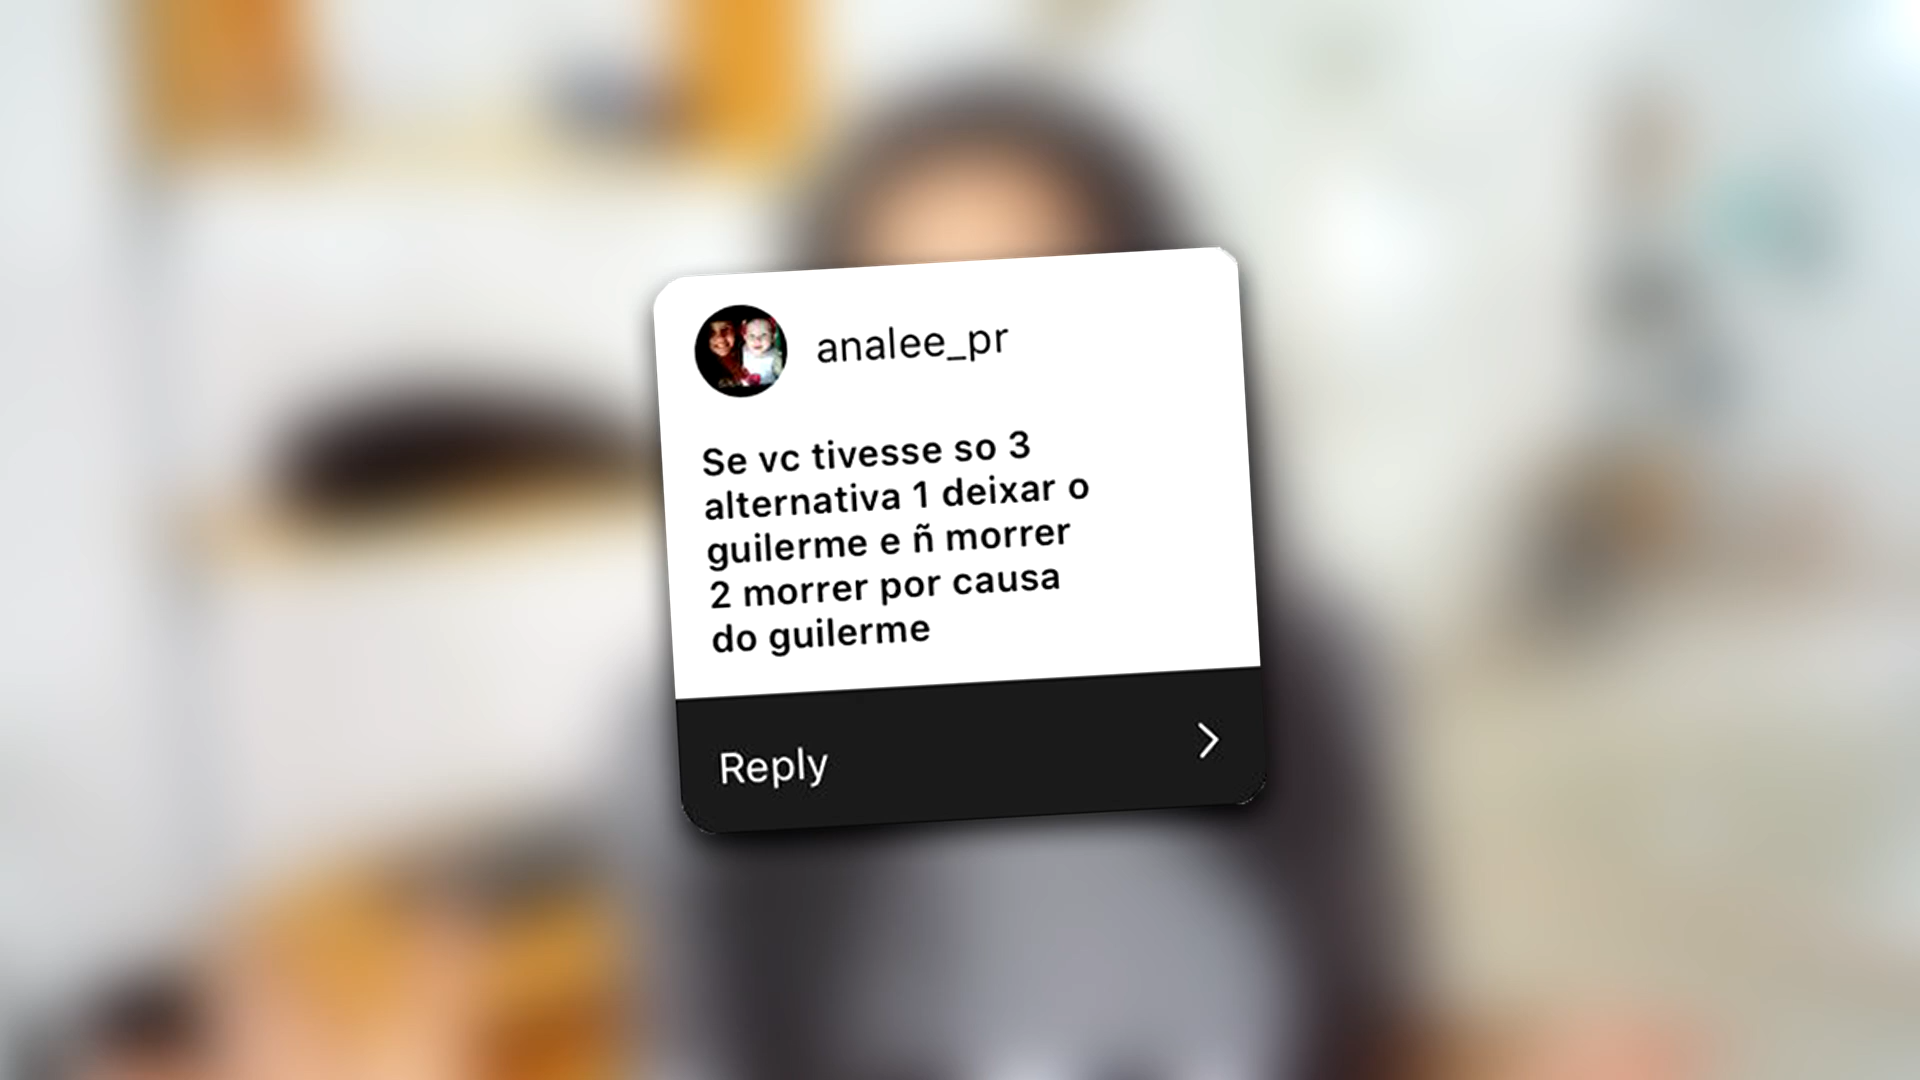 analee_pr
Se vc tivesse so 3
alternativa 1 deixar o
guilerme e ñ morrer
2 morrer por causa
do guilerme
Reply